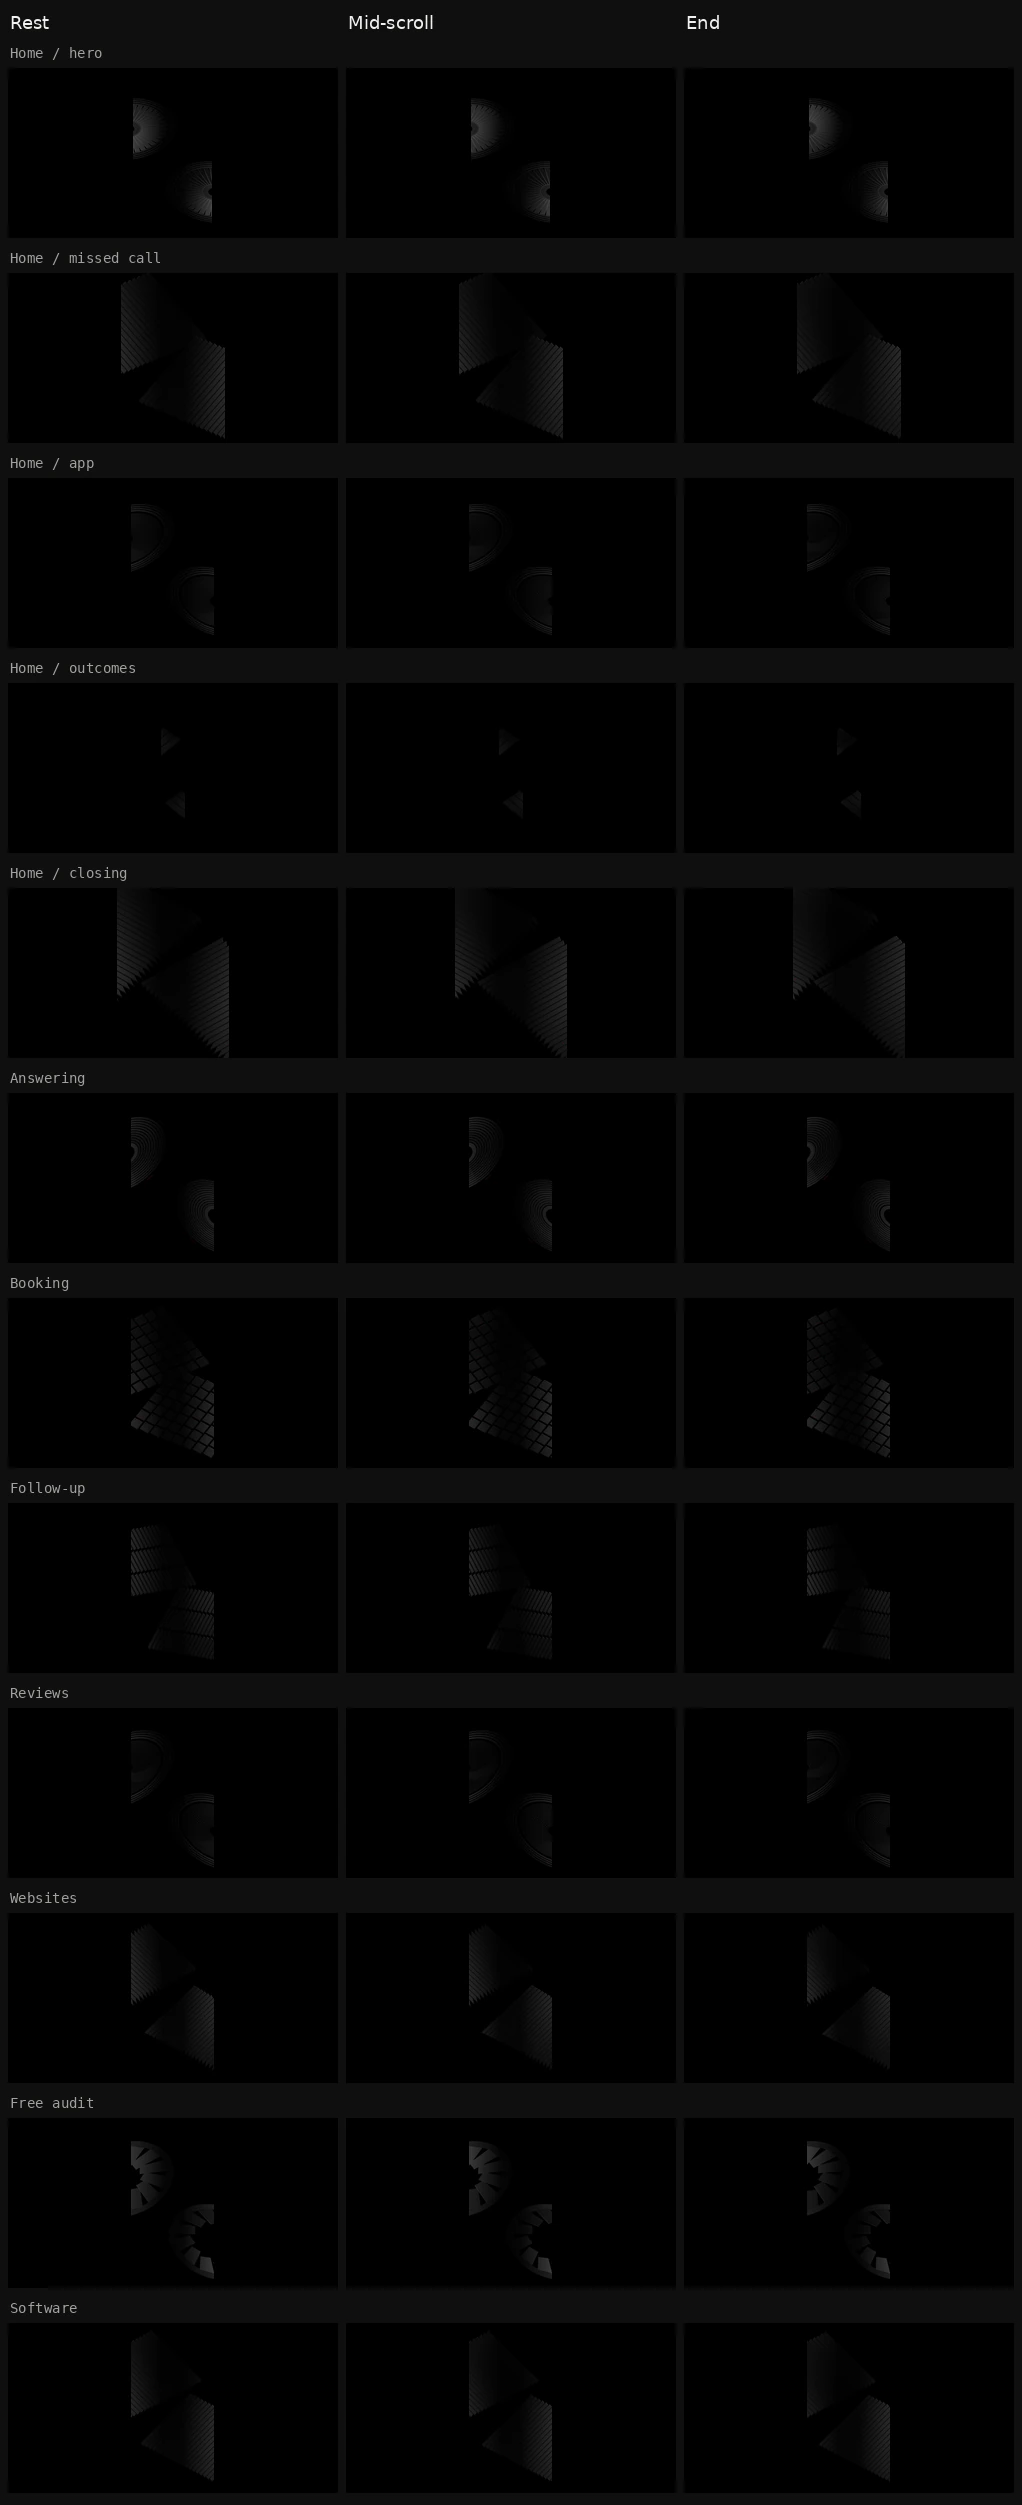 Rest Mid-scroll End
Home / hero
Home / missed call
Home / app
Home / outcomes
Home / closing
Answering
Booking
Follow-up
Reviews
Websites
Free audit
Software